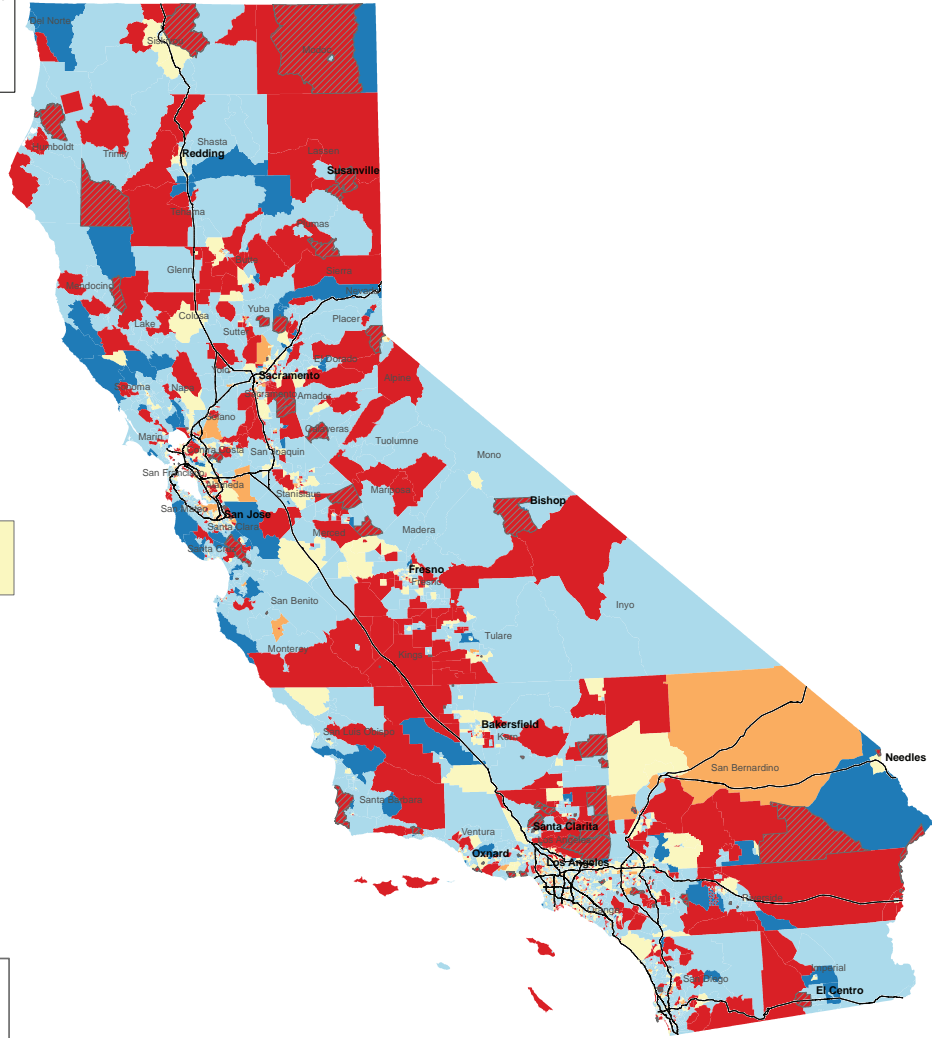 Del Norte
Siskiyou
Modoc
Humboldt
Trinity
Shasta
Redding
Lassen
Susanville
Tehama
Plumas
Butte
Glenn
Sierra
Mendocino
Nevada
Colusa
Yuba
Lake
Sutter
Placer
El Dorado
Yolo
Sacramento
Alpine
Sonoma
Napa
Sacramento
Amador
Solano
Calaveras
Marin
Tuolumne
Contra Costa
San Joaquin
Mono
San Francisco
Alameda
Stanislaus
Mariposa
Bishop
San Mateo
San Jose
Santa Clara
Merced
Madera
Santa Cruz
Fresno
Fresno
San Benito
Inyo
Tulare
Monterey
Kings
Bakersfield
San Luis Obispo
Kern
Needles
San Bernardino
Santa Barbara
Santa Clarita
Ventura
Los Angeles
Oxnard
Los Angeles
Riverside
Orange
San Diego
Imperial
El Centro